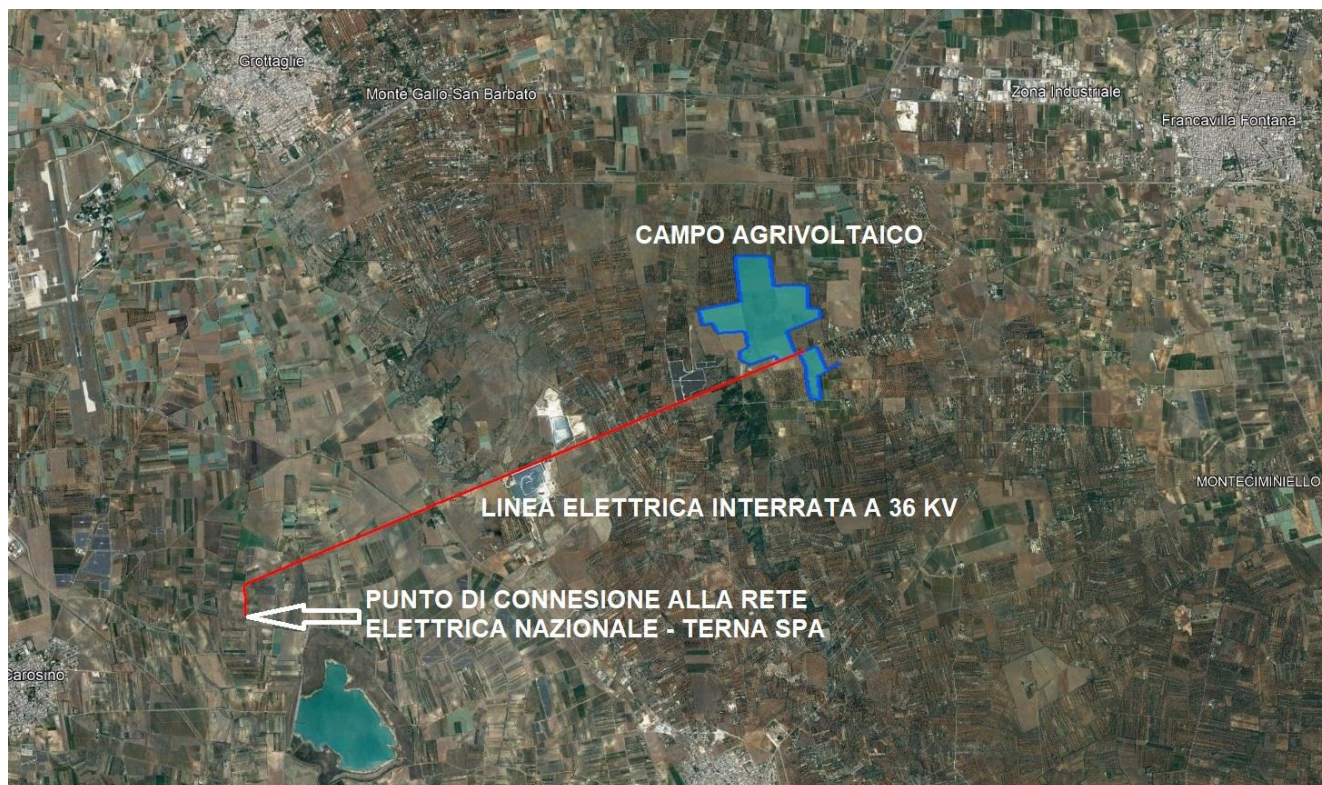 Grottaglie
Monte Gallo-San Barbato
Zona Industriale
Francavilla Fontana
CAMPO AGRIVOLTAICO
MONTECIMINIELLO
LINEA ELETTRICA INTERRATA A 36 KV
PUNTO DI CONNESIONE ALLA RETE
ELETTRICA NAZIONALE - TERNA SPA
carosino